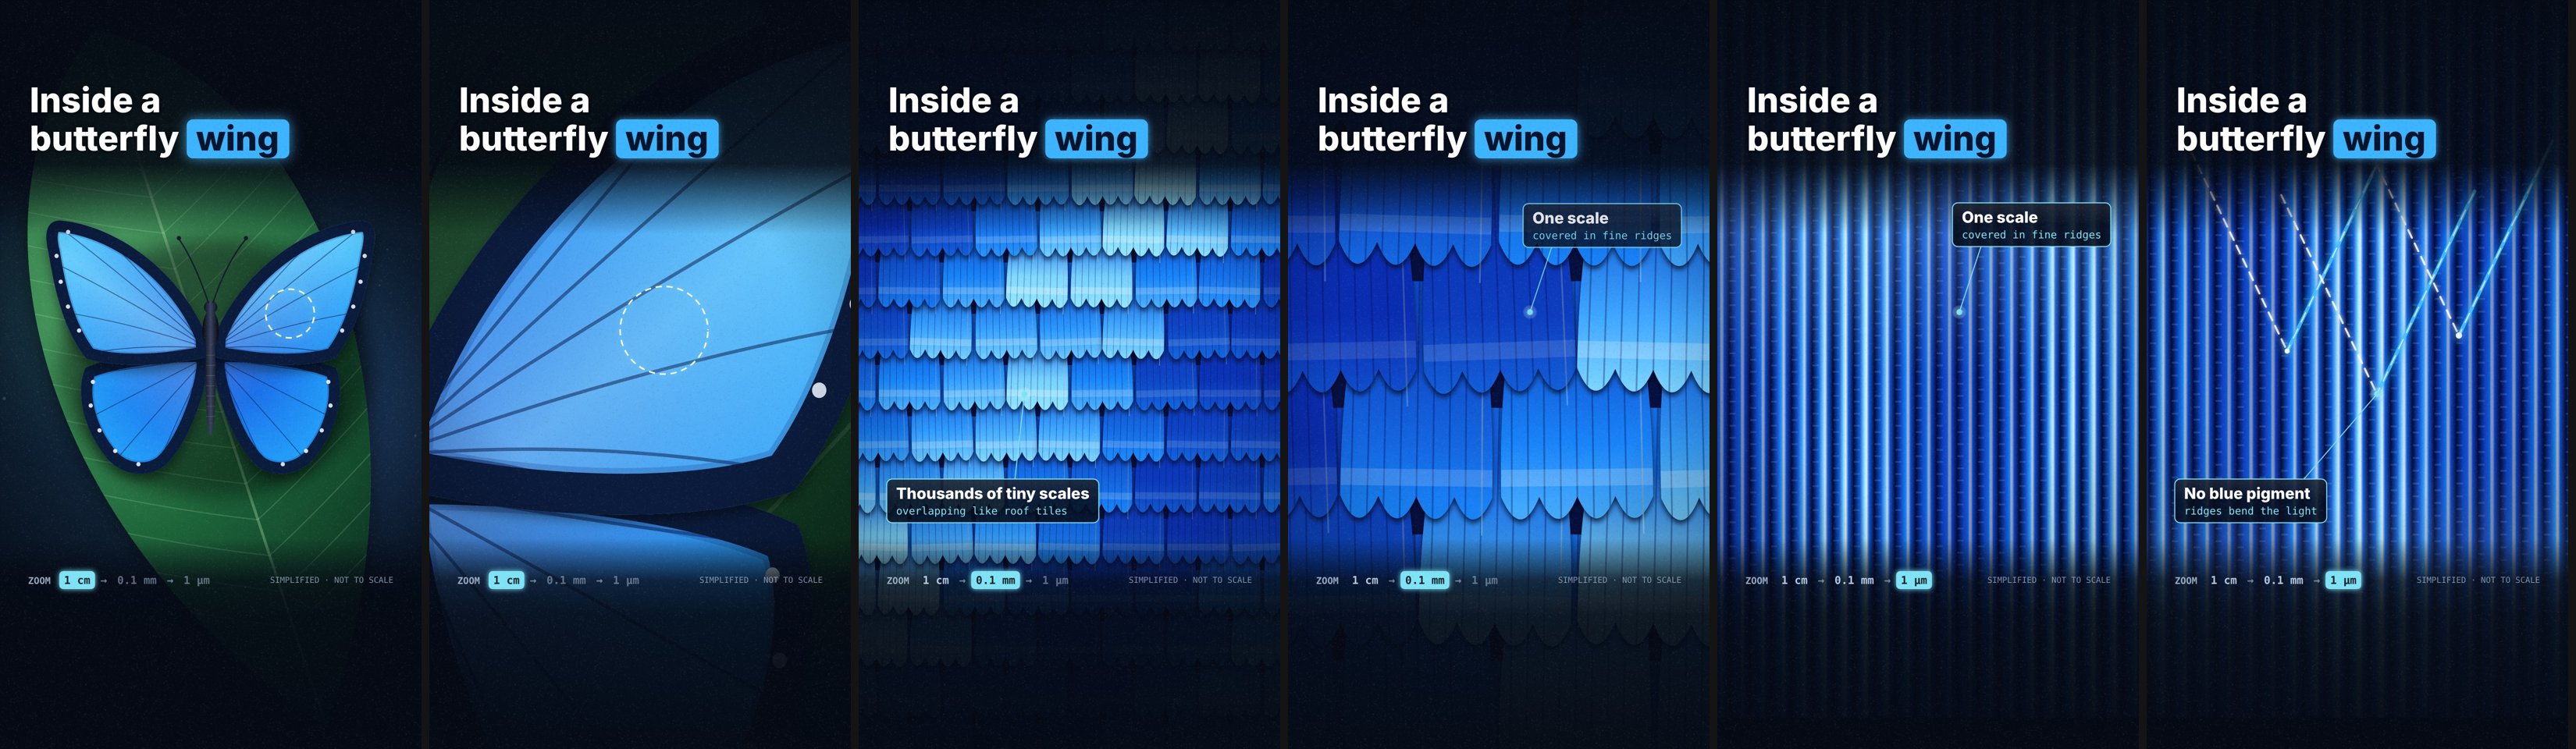 Inside a
butterfly wing
ZOOM 1 cm → 0.1 mm → 1 µm SIMPLIFIED · NOT TO SCALE
Inside a
butterfly wing
ZOOM 1 cm → 0.1 mm → 1 µm SIMPLIFIED · NOT TO SCALE
Inside a
butterfly wing
Thousands of tiny scales
overlapping like roof tiles
ZOOM 1 cm → 0.1 mm → 1 µm SIMPLIFIED · NOT TO SCALE
Inside a
butterfly wing
One scale
covered in fine ridges
ZOOM 1 cm → 0.1 mm → 1 µm SIMPLIFIED · NOT TO SCALE
Inside a
butterfly wing
One scale
covered in fine ridges
ZOOM 1 cm → 0.1 mm → 1 µm SIMPLIFIED · NOT TO SCALE
Inside a
butterfly wing
No blue pigment
ridges bend the light
ZOOM 1 cm → 0.1 mm → 1 µm SIMPLIFIED · NOT TO SCALE